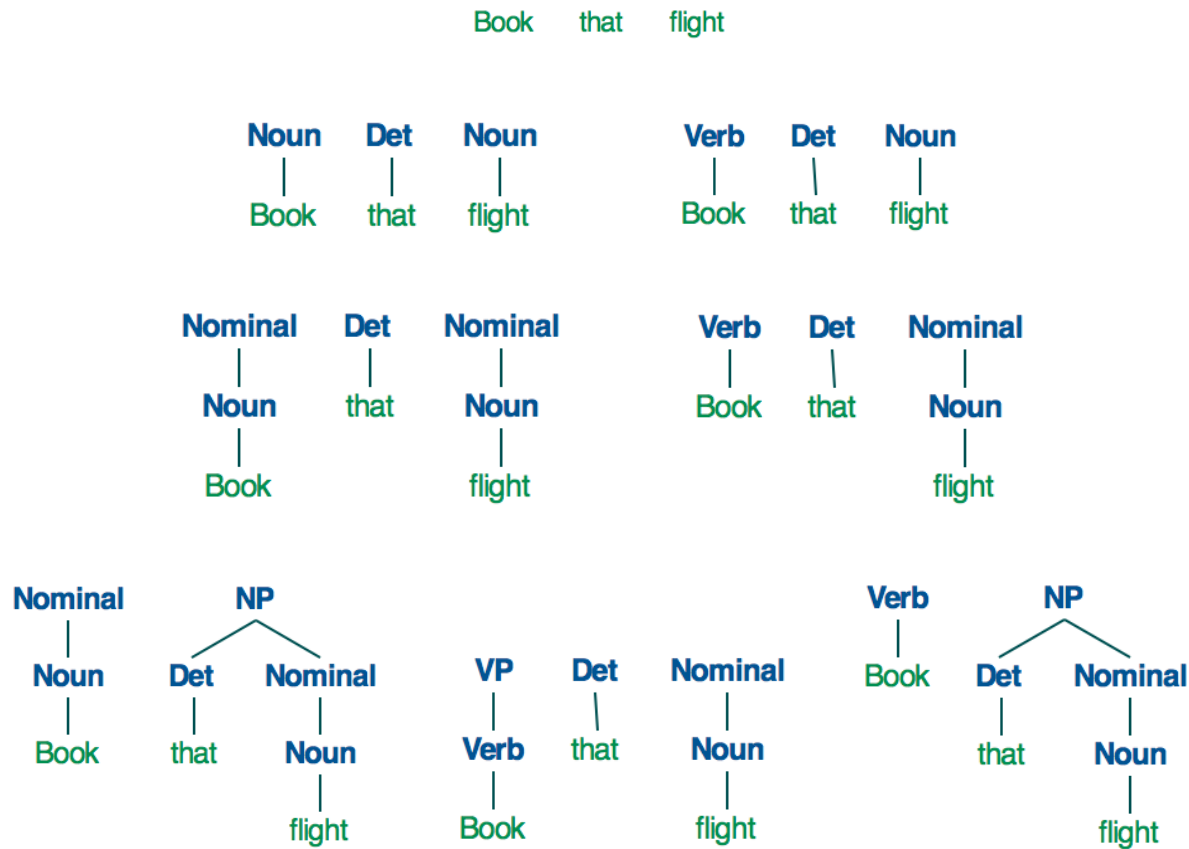 Book that flight
Noun Det Noun Verb Det Noun
Book that flight Book that flight
Nominal Det Nominal Verb Det Nominal
Noun that Noun Book that Noun
Book flight flight
Nominal NP Verb NP
Noun Det Nominal VP Det Nominal Book Det Nominal
Book that Noun Verb that Noun that Noun
flight Book flight flight